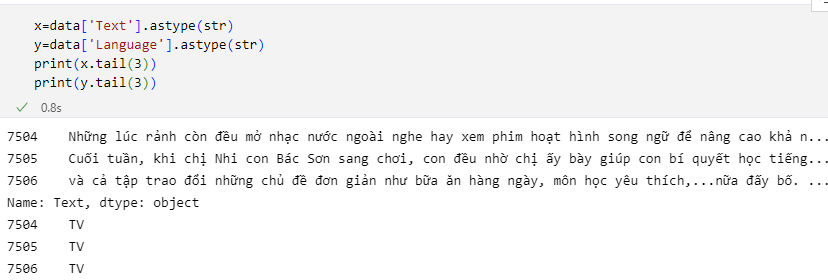 x=data['Text'].astype(str)
y=data['Language'].astype(str)
print(x.tail(3))
print(y.tail(3))
0.8s
7504    Những lúc rảnh còn đều mở nhạc nước ngoài nghe hay xem phim hoạt hình song ngữ để nâng cao khả n...
7505    Cuối tuần, khi chị Nhi con Bác Sơn sang chơi, con đều nhờ chị ấy bày giúp con bí quyết học tiếng...
7506    và cả tập trao đổi những chủ đề đơn giản như bữa ăn hàng ngày, môn học yêu thích,...nữa đấy bố. ...
Name: Text, dtype: object
7504    TV
7505    TV
7506    TV